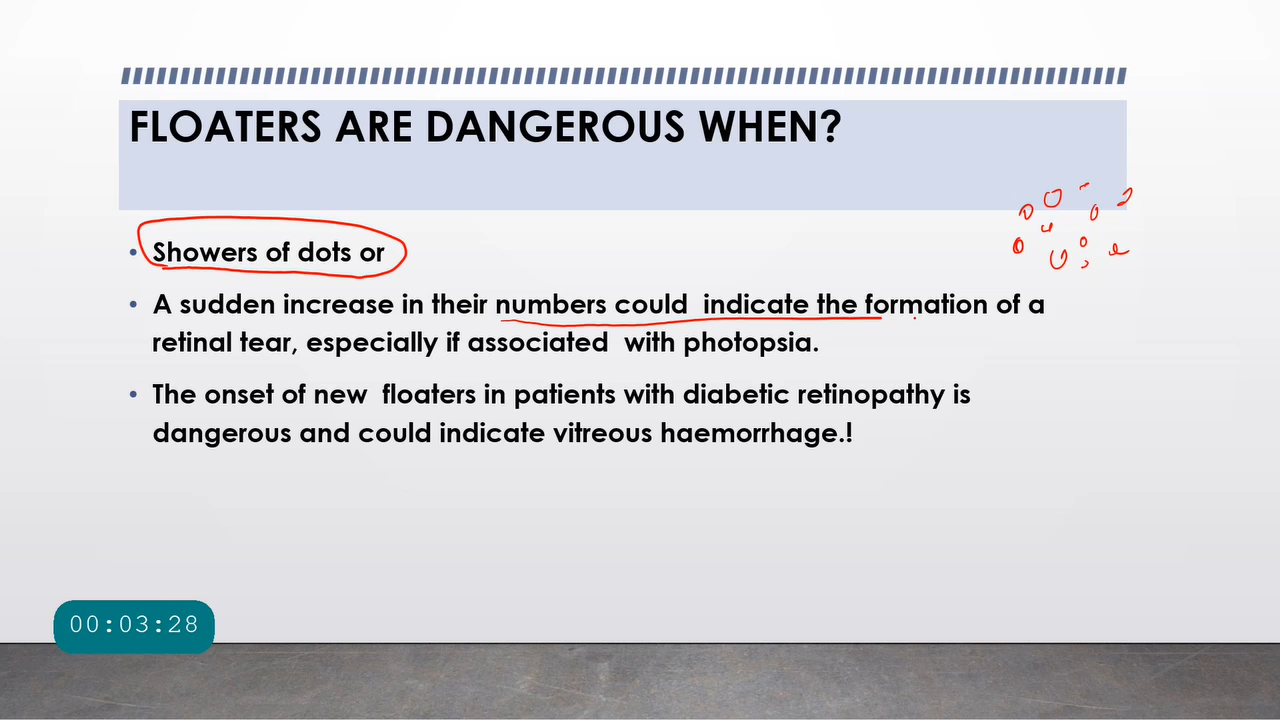 FLOATERS ARE DANGEROUS WHEN?
• Showers of dots or
• A sudden increase in their numbers could indicate the formation of a
retinal tear, especially if associated with photopsia.
• The onset of new floaters in patients with diabetic retinopathy is
dangerous and could indicate vitreous haemorrhage.!
00:03:28